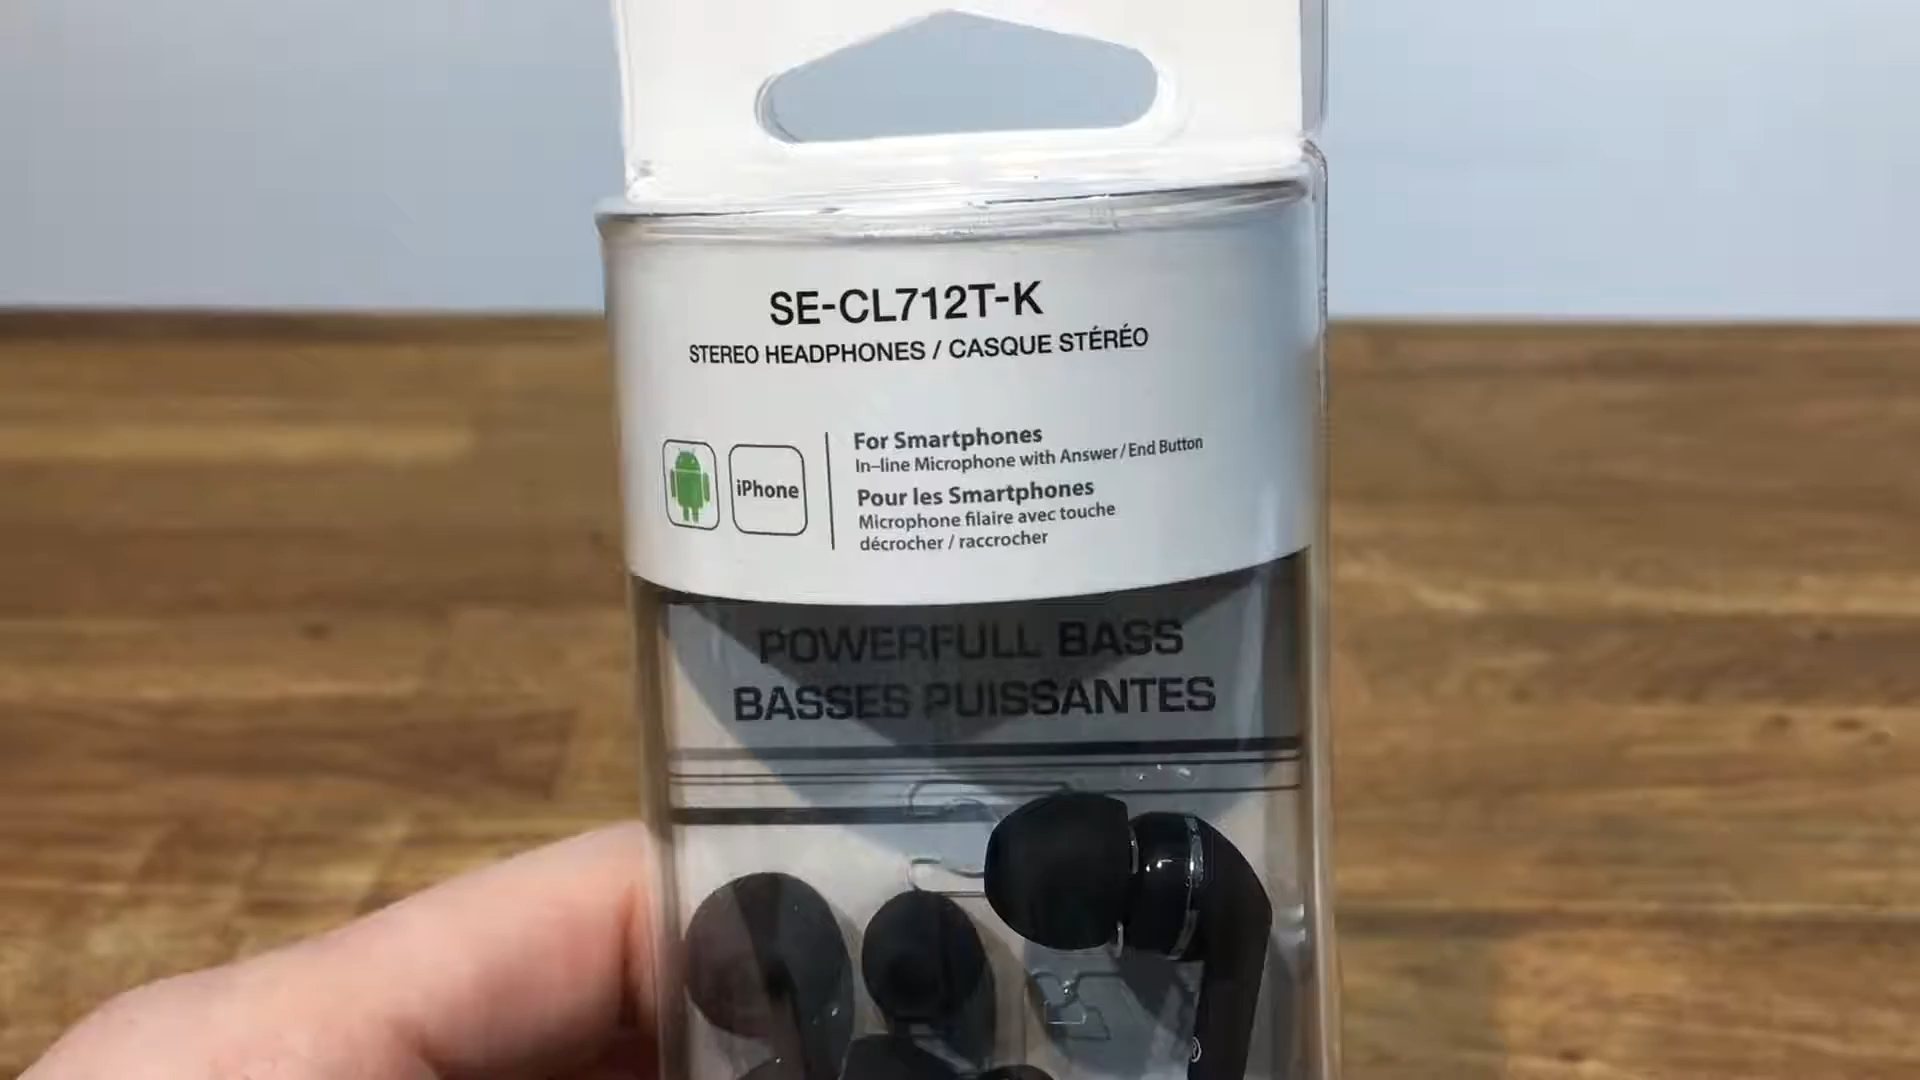 SE-CL712T-K
STEREO HEADPHONES / CASQUE STÉRÉO
iPhone
For Smartphones
In-line Microphone with Answer / End Button
Pour les Smartphones
Microphone filaire avec touche
décrocher / raccrocher
POWERFULL BASS
BASSES PUISSANTES
®